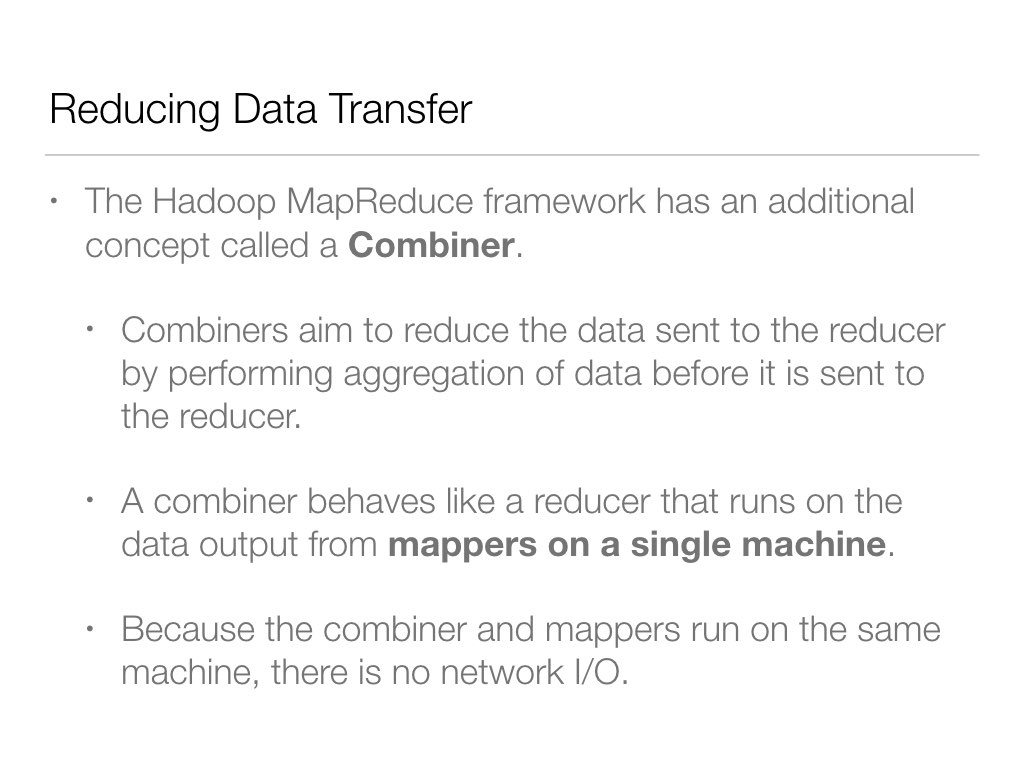 Reducing Data Transfer
• The Hadoop MapReduce framework has an additional
concept called a Combiner.
• Combiners aim to reduce the data sent to the reducer
by performing aggregation of data before it is sent to
the reducer.
• A combiner behaves like a reducer that runs on the
data output from mappers on a single machine.
• Because the combiner and mappers run on the same
machine, there is no network I/O.